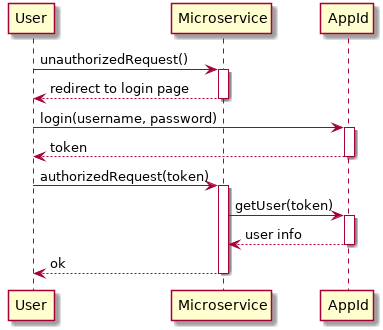 User Microservice AppId
unauthorizedRequest()
redirect to login page
login(username, password)
token
authorizedRequest(token)
getUser(token)
user info
ok
User Microservice AppId